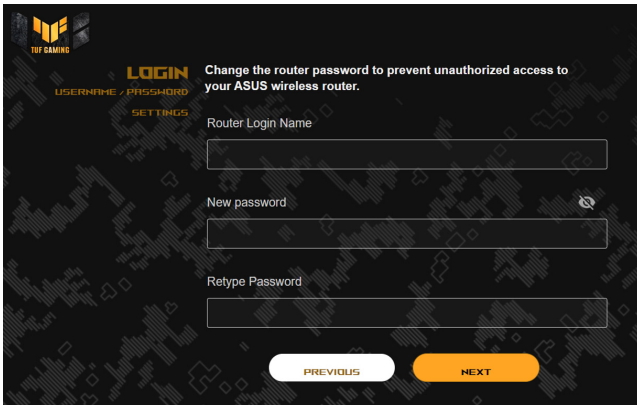 TUF GAMING
LOGIN
USERNAME / PASSWORD
SETTINGS
Change the router password to prevent unauthorized access to
your ASUS wireless router.
Router Login Name
New password
Retype Password
PREVIOUS
NEXT